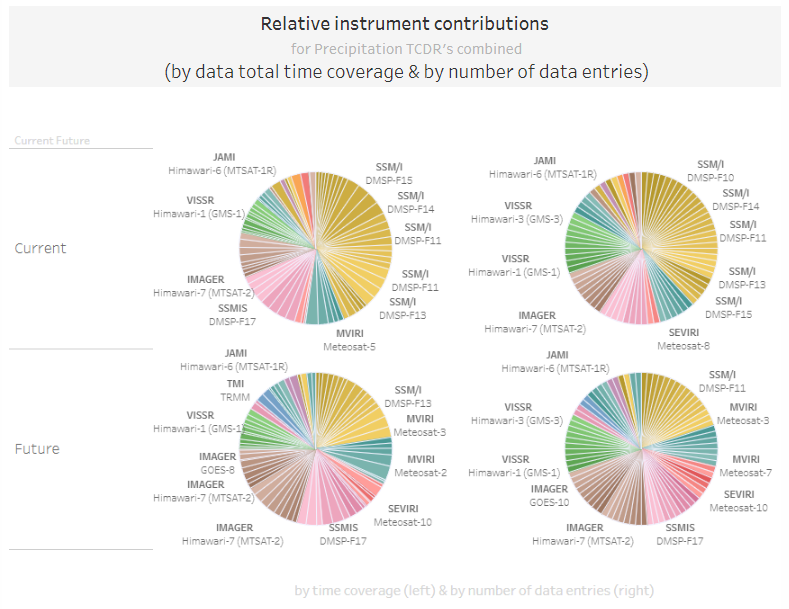 Relative instrument contributions
for Precipitation TCDR's combined
(by data total time coverage & by number of data entries)
Current Future
Current
JAMI
Himawari-6 (MTSAT-1R)
VISSR
Himawari-1 (GMS-1)
IMAGER
Himawari-7 (MTSAT-2)
SSMIS
DMSP-F17
SSM/I
DMSP-F15
SSM/I
DMSP-F14
SSM/I
DMSP-F11
SSM/I
DMSP-F11
SSM/I
DMSP-F13
MVIRI
Meteosat-5
JAMI
Himawari-6 (MTSAT-1R)
VISSR
Himawari-3 (GMS-3)
VISSR
Himawari-1 (GMS-1)
IMAGER
Himawari-7 (MTSAT-2)
SSM/I
DMSP-F10
SSM/I
DMSP-F14
SSM/I
DMSP-F11
SSM/I
DMSP-F13
SSM/I
DMSP-F15
SEVIRI
Meteosat-8
Future
JAMI
Himawari-6 (MTSAT-1R)
TMI
TRMM
VISSR
Himawari-1 (GMS-1)
IMAGER
GOES-8
IMAGER
Himawari-7 (MTSAT-2)
IMAGER
Himawari-7 (MTSAT-2)
SSM/I
DMSP-F13
MVIRI
Meteosat-3
MVIRI
Meteosat-2
SEVIRI
Meteosat-10
SSMIS
DMSP-F17
JAMI
Himawari-6 (MTSAT-1R)
VISSR
Himawari-3 (GMS-3)
VISSR
Himawari-1 (GMS-1)
IMAGER
GOES-10
IMAGER
Himawari-7 (MTSAT-2)
SSM/I
DMSP-F11
MVIRI
Meteosat-3
MVIRI
Meteosat-7
SEVIRI
Meteosat-10
SSMIS
DMSP-F17
by time coverage (left) & by number of data entries (right)